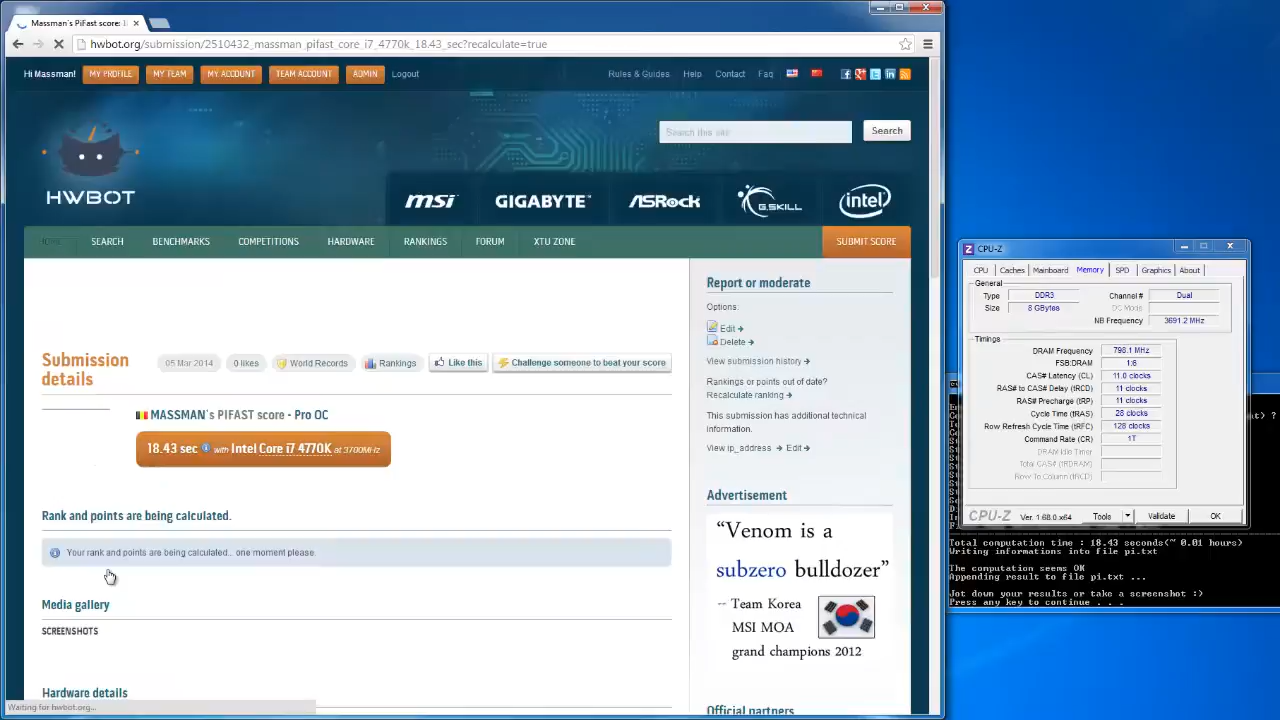 Massman's PiFast score: 1
hwbot.org/submission/2510432_massman_pifast_core_i7_4770k_18.43_sec?recalculate=true
Hi Massman! MY PROFILE MY TEAM MY ACCOUNT TEAM ACCOUNT ADMIN Logout Rules & Guides Help Contact Faq
Search this site Search
HWBOT
msi GIGABYTE ASRock G.SKILL intel
SEARCH BENCHMARKS COMPETITIONS HARDWARE RANKINGS FORUM XTU ZONE SUBMIT SCORE
Submission details
05 Mar 2014 0 likes World Records Rankings Like this Challenge someone to beat your score
MASSMAN's PIFAST score - Pro OC
18.43 sec with Intel Core i7 4770K at 3700MHz
Rank and points are being calculated.
Your rank and points are being calculated.. one moment please.
Media gallery
SCREENSHOTS
Hardware details
Waiting for hwbot.org...
Report or moderate
Options:
Edit
Delete
View submission history
Rankings or points out of date?
Recalculate ranking
This submission has additional technical
information.
View ip_address Edit
Advertisement
“Venom is a
subzero bulldozer”
-- Team Korea
MSI MOA
grand champions 2012
Official partners
CPU-Z
CPU Caches Mainboard Memory SPD Graphics About
General
Type DDR3 Channel # Dual
Size 8 GBytes DC Mode
NB Frequency 3691.2 MHz
Timings
DRAM Frequency 798.1 MHz
FSB:DRAM 1:6
CAS# Latency (CL) 11.0 clocks
RAS# to CAS# Delay (tRCD) 11 clocks
RAS# Precharge (tRP) 11 clocks
Cycle Time (tRAS) 28 clocks
Row Refresh Cycle Time (tRFC) 128 clocks
Command Rate (CR) 1T
DRAM Idle Timer
Total CAS# (tRDRAM)
Row To Column (tRCD)
CPU-Z Ver. 1.68.0.x64 Tools Validate OK
Total computation time : 18.43 seconds(~ 0.01 hours)
Writing informations into file pi.txt
The computation seems OK
Appending result to file pi.txt ...
Jot down your results or take a screenshot :)
Press any key to continue . . .